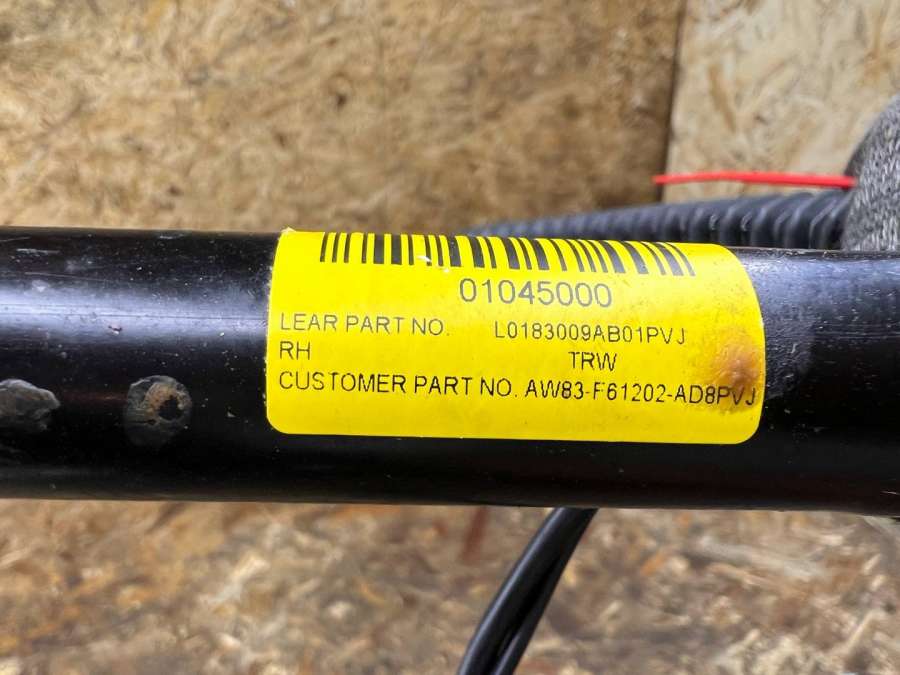 01045000
LEAR PART NO. L0183009AB01PVJ
RH TRW
CUSTOMER PART NO. AW83-F61202-AD8PVJ